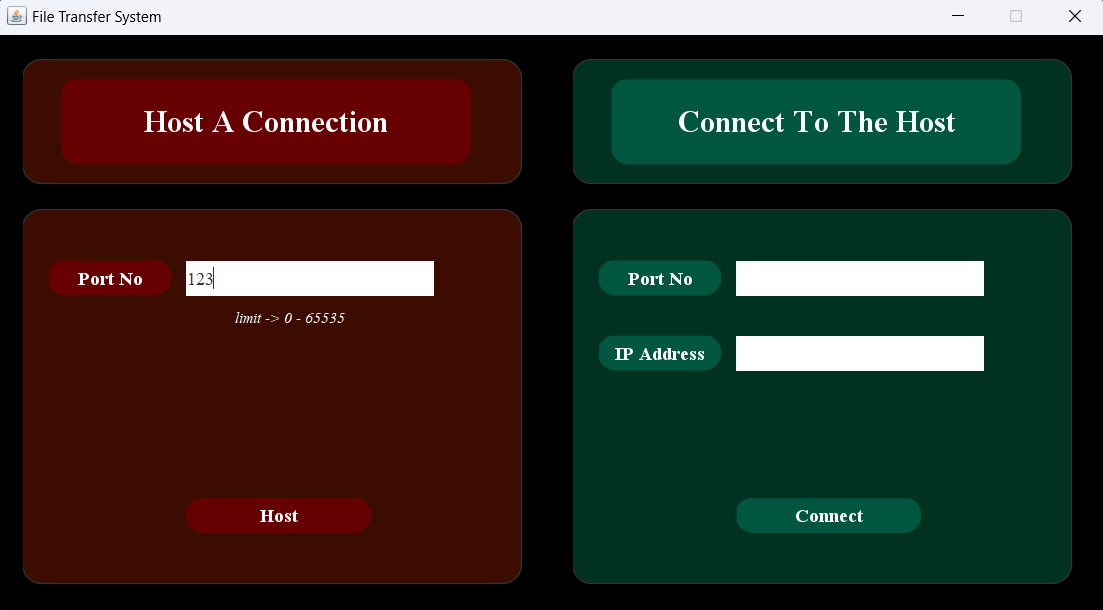 File Transfer System
Host A Connection
Port No
123
limit -> 0 - 65535
Host
Connect To The Host
Port No
IP Address
Connect